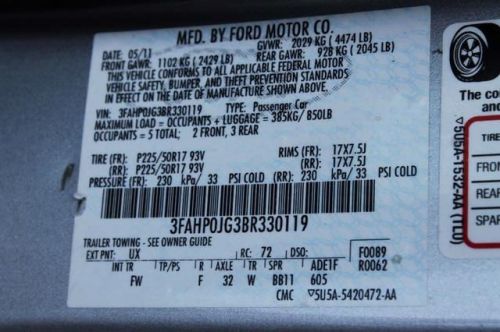 MFD. BY FORD MOTOR CO.
DATE: 05/11 GVWR: 2029 KG (4474 LB)
FRONT GAWR: 1102 KG (2429 LB) REAR GAWR: 928 KG (2045 LB)
THIS VEHICLE CONFORMS TO ALL APPLICABLE FEDERAL MOTOR
VEHICLE SAFETY, BUMPER, AND THEFT PREVENTION STANDARDS
IN EFFECT ON THE DATE OF MANUFACTURE SHOWN ABOVE.
VIN: 3FAHP0JG3BR330119 TYPE: Passenger Car
MAXIMUM LOAD = OCCUPANTS + LUGGAGE = 385KG/850LB
OCCUPANTS = 5 TOTAL; 2 FRONT, 3 REAR
TIRE (FR): P225/50R17 93V RIMS (FR): 17X7.5J
TIRE (RR): P225/50R17 93V (RR): 17X7.5J
PRESSURE (FR): 230 kPa/ 33 PSI COLD (RR): 230 kPa/ 33 PSI COLD
3FAHP0JG3BR330119
TRAILER TOWING - SEE OWNER GUIDE
EXT PNT: UX RC: 72 DSO: F0089
INT TR TP/PS R AXLE TR SPR ADE1F R0062
FW F 32 W BB11 605
CMC ▽5U5A-5420472-AA
The co
and
▽5U5A-1532-AA (TLU)
TIRE
FRON
REAR
SPAR